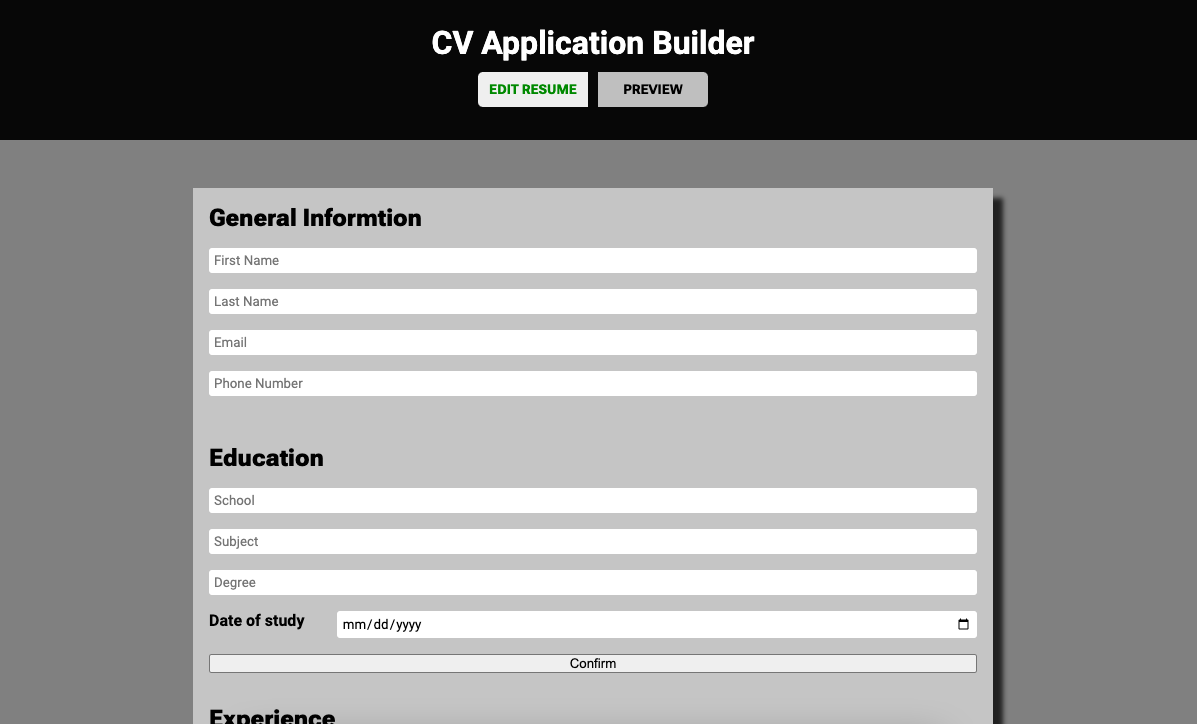 CV Application Builder
EDIT RESUME PREVIEW
General Informtion
First Name
Last Name
Email
Phone Number
Education
School
Subject
Degree
Date of study mm/dd/yyyy
Confirm
Experience